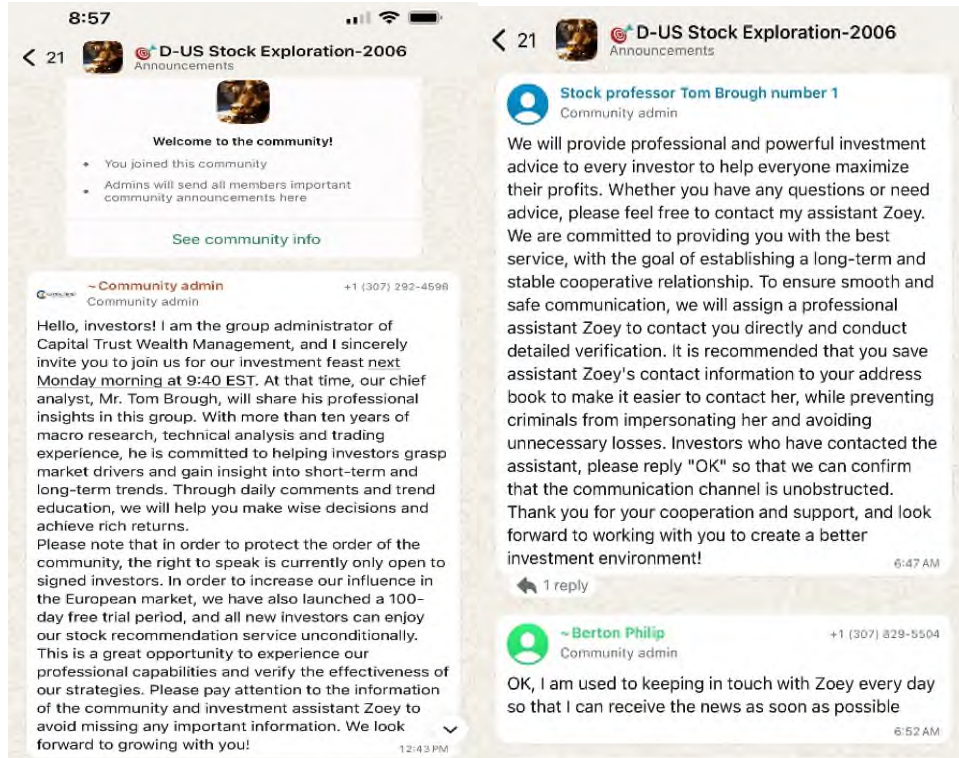 8:57
21
D-US Stock Exploration-2006
Announcements
Welcome to the community!
• You joined this community
• Admins will send all members important
community announcements here
See community info
~Community admin
+1 (307) 292-4598
Community admin
Hello, investors! I am the group administrator of
Capital Trust Wealth Management, and I sincerely
invite you to join us for our investment feast next
Monday morning at 9:40 EST. At that time, our chief
analyst, Mr. Tom Brough, will share his professional
insights in this group. With more than ten years of
macro research, technical analysis and trading
experience, he is committed to helping investors grasp
market drivers and gain insight into short-term and
long-term trends. Through daily comments and trend
education, we will help you make wise decisions and
achieve rich returns.
Please note that in order to protect the order of the
community, the right to speak is currently only open to
signed investors. In order to increase our influence in
the European market, we have also launched a 100-
day free trial period, and all new investors can enjoy
our stock recommendation service unconditionally.
This is a great opportunity to experience our
professional capabilities and verify the effectiveness of
our strategies. Please pay attention to the information
of the community and investment assistant Zoey to
avoid missing any important information. We look
forward to growing with you!
12:43 PM
21
D-US Stock Exploration-2006
Announcements
Stock professor Tom Brough number 1
Community admin
We will provide professional and powerful investment
advice to every investor to help everyone maximize
their profits. Whether you have any questions or need
advice, please feel free to contact my assistant Zoey.
We are committed to providing you with the best
service, with the goal of establishing a long-term and
stable cooperative relationship. To ensure smooth and
safe communication, we will assign a professional
assistant Zoey to contact you directly and conduct
detailed verification. It is recommended that you save
assistant Zoey's contact information to your address
book to make it easier to contact her, while preventing
criminals from impersonating her and avoiding
unnecessary losses. Investors who have contacted the
assistant, please reply "OK" so that we can confirm
that the communication channel is unobstructed.
Thank you for your cooperation and support, and look
forward to working with you to create a better
investment environment!
6:47 AM
1 reply
~Berton Philip
+1 (307) 829-5504
Community admin
OK, I am used to keeping in touch with Zoey every day
so that I can receive the news as soon as possible
6:52 AM